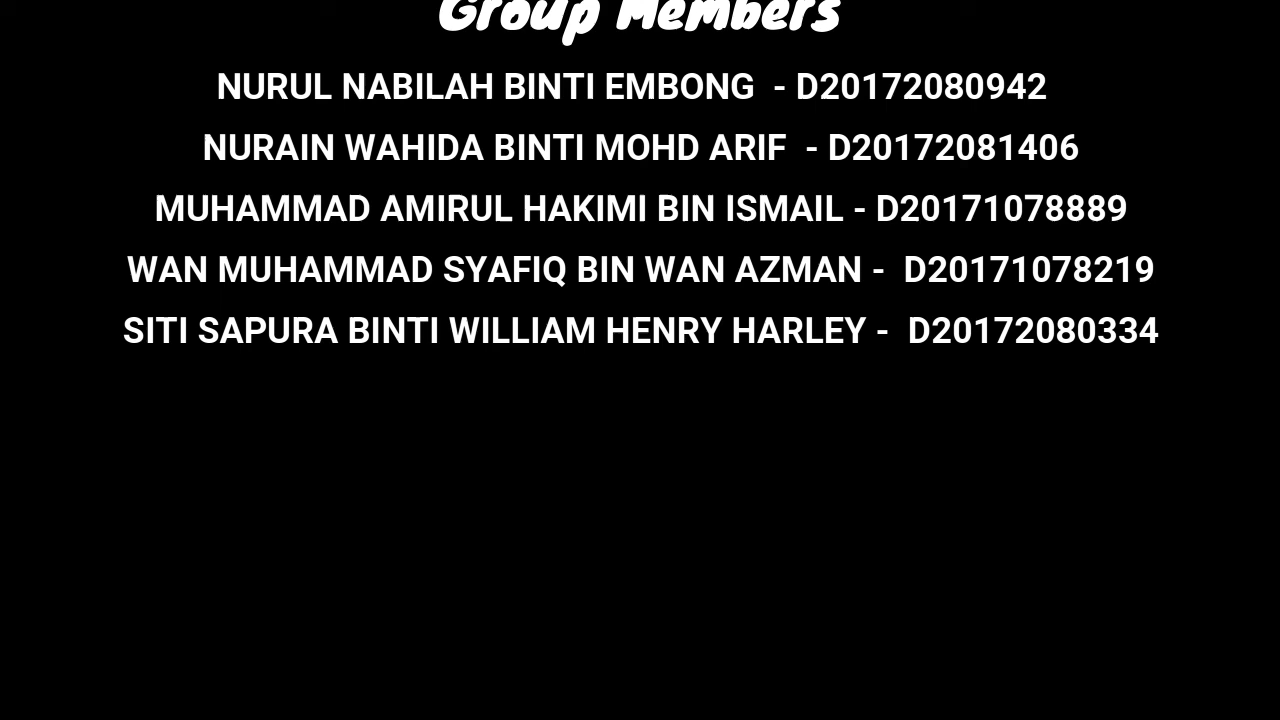 Group Members
NURUL NABILAH BINTI EMBONG - D20172080942
NURAIN WAHIDA BINTI MOHD ARIF - D20172081406
MUHAMMAD AMIRUL HAKIMI BIN ISMAIL - D20171078889
WAN MUHAMMAD SYAFIQ BIN WAN AZMAN - D20171078219
SITI SAPURA BINTI WILLIAM HENRY HARLEY - D20172080334